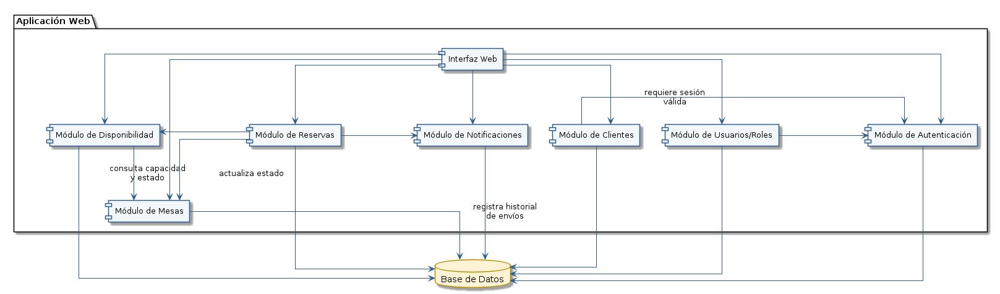 Aplicación Web
Interfaz Web
requiere sesión
válida
Módulo de Disponibilidad
Módulo de Reservas
Módulo de Notificaciones
Módulo de Clientes
Módulo de Usuarios/Roles
Módulo de Autenticación
consulta capacidad
y estado
actualiza estado
Módulo de Mesas
registra historial
de envíos
Base de Datos